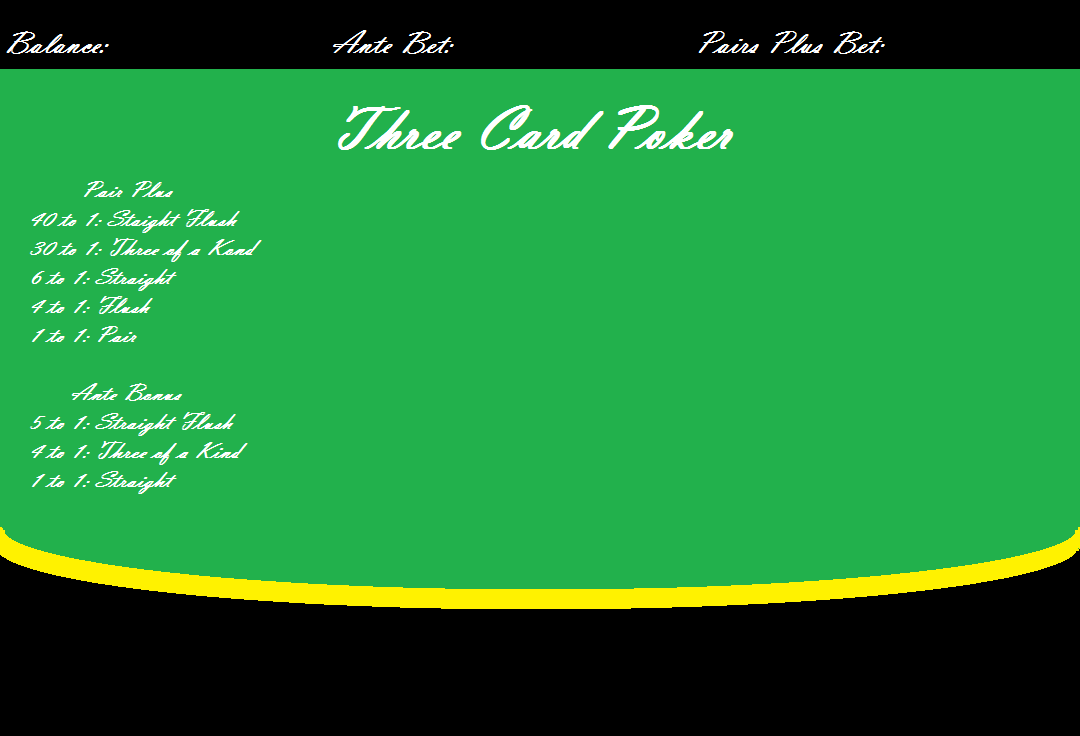 Balance: Ante Bet: Pairs Plus Bet:
Three Card Poker
Pair Plus
40 to 1: Staight Flush
30 to 1: Three of a Kond
6 to 1: Straight
4 to 1: Flush
1 to 1: Pair
Ante Bonus
5 to 1: Straight Flush
4 to 1: Three of a Kind
1 to 1: Straight